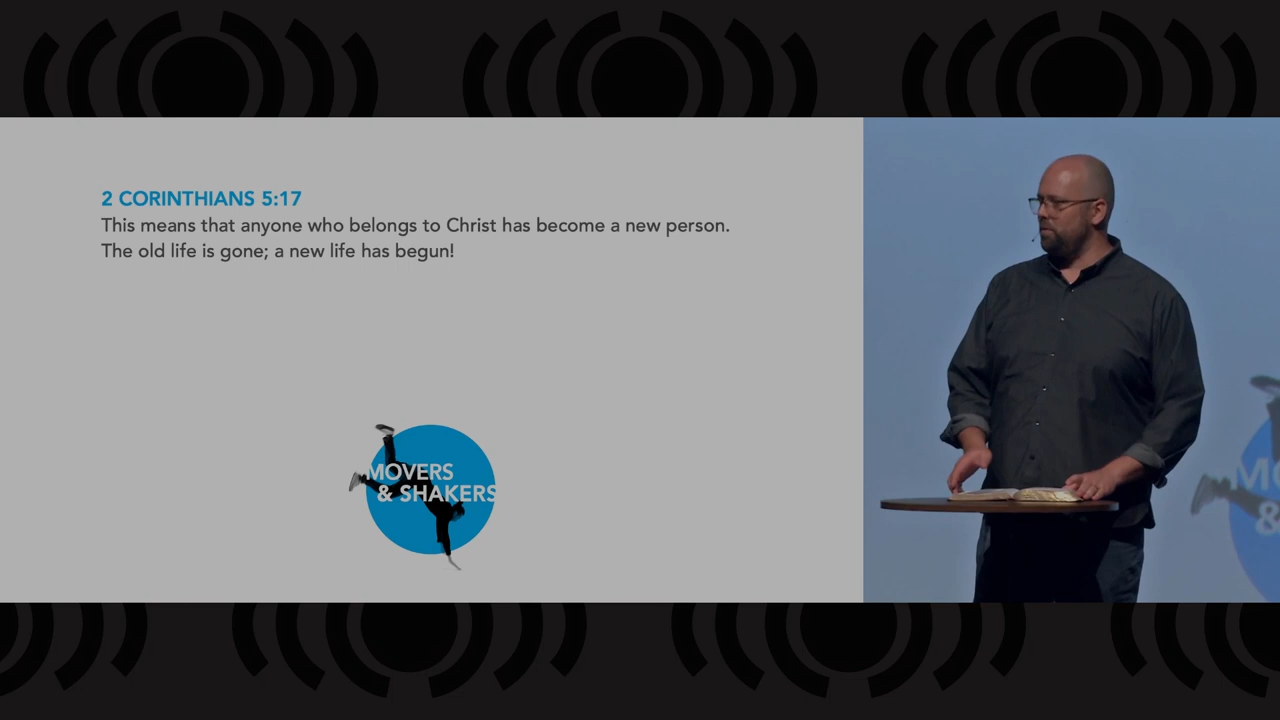 2 CORINTHIANS 5:17
This means that anyone who belongs to Christ has become a new person.
The old life is gone; a new life has begun!
MOVERS
& SHAKERS
MO
&